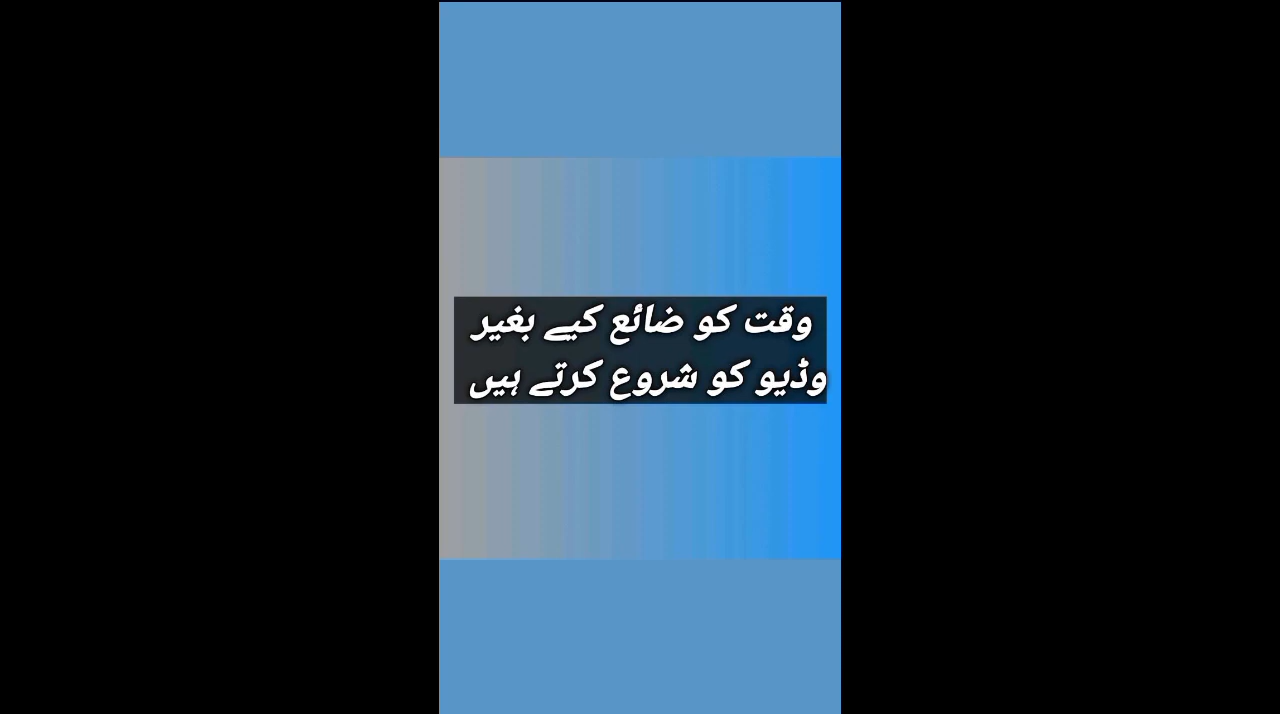 وقت کو ضائع کیے بغیر
وڈیو کو شروع کرتے ہیں